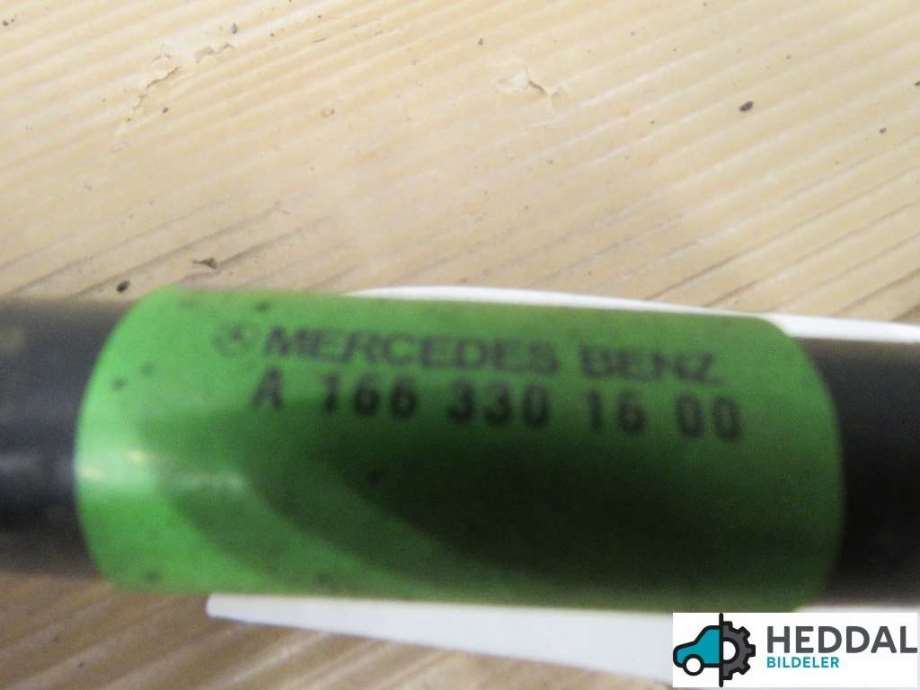 MERCEDES BENZ
A 166 330 16 00
HEDDAL
BILDELER